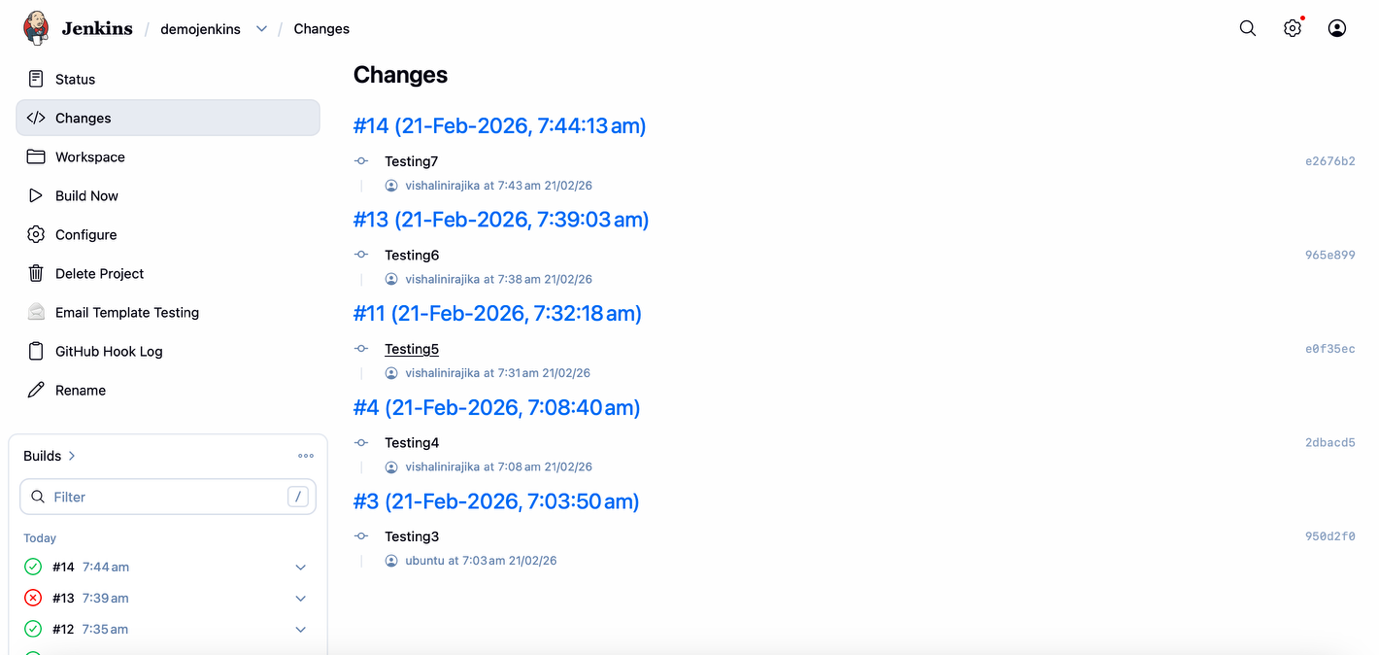 Jenkins / demojenkins / Changes
Status
Changes
Workspace
Build Now
Configure
Delete Project
Email Template Testing
GitHub Hook Log
Rename
Builds
Filter /
Today
#14 7:44 am
#13 7:39 am
#12 7:35 am
Changes
#14 (21-Feb-2026, 7:44:13 am)
Testing7 e2676b2
vishalinirajika at 7:43 am 21/02/26
#13 (21-Feb-2026, 7:39:03 am)
Testing6 965e899
vishalinirajika at 7:38 am 21/02/26
#11 (21-Feb-2026, 7:32:18 am)
Testing5 e0f35ec
vishalinirajika at 7:31 am 21/02/26
#4 (21-Feb-2026, 7:08:40 am)
Testing4 2dbacd5
vishalinirajika at 7:08 am 21/02/26
#3 (21-Feb-2026, 7:03:50 am)
Testing3 950d2f0
ubuntu at 7:03 am 21/02/26